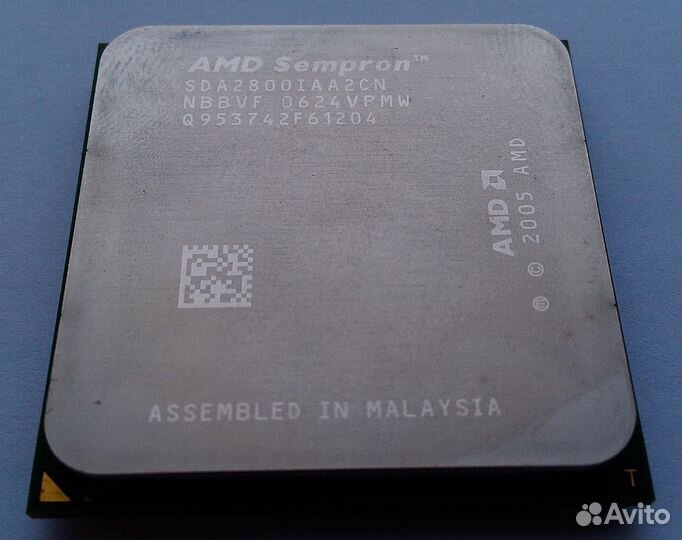 AMD Sempron™
SDA2800IAA2CN
NBBVF 0624VPMW
Q953742F61204
AMD
ⓜ © 2005 AMD
ASSEMBLED IN MALAYSIA
T
Avito